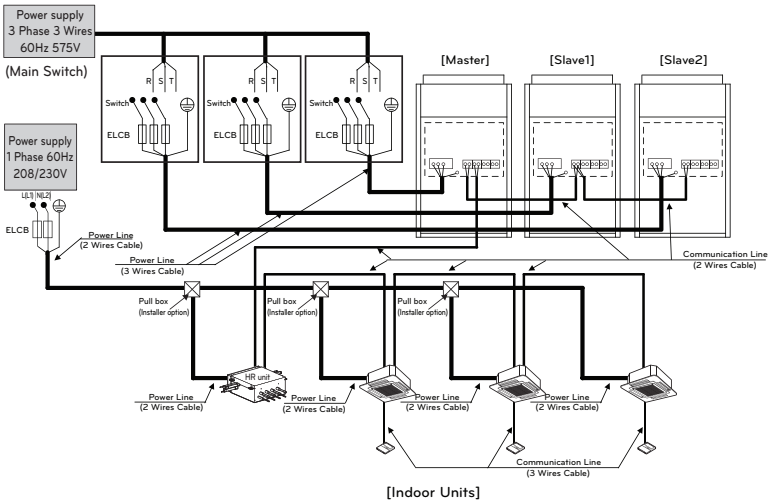 Power supply
3 Phase 3 Wires
60Hz 575V
(Main Switch)
[Master]
[Slave1]
[Slave2]
R S T
R S T
R S T
Switch
Switch
Switch
ELCB
ELCB
ELCB
Power supply
1 Phase 60Hz
208/230V
L(L1) N(L2)
ELCB
Power Line
(2 Wires Cable)
Power Line
(3 Wires Cable)
Communication Line
(2 Wires Cable)
Pull box
(Installer option)
Pull box
(Installer option)
Pull box
(Installer option)
HR unit
Power Line
(2 Wires Cable)
Power Line
(2 Wires Cable)
Power Line
(2 Wires Cable)
Power Line
(2 Wires Cable)
Communication Line
(3 Wires Cable)
[Indoor Units]